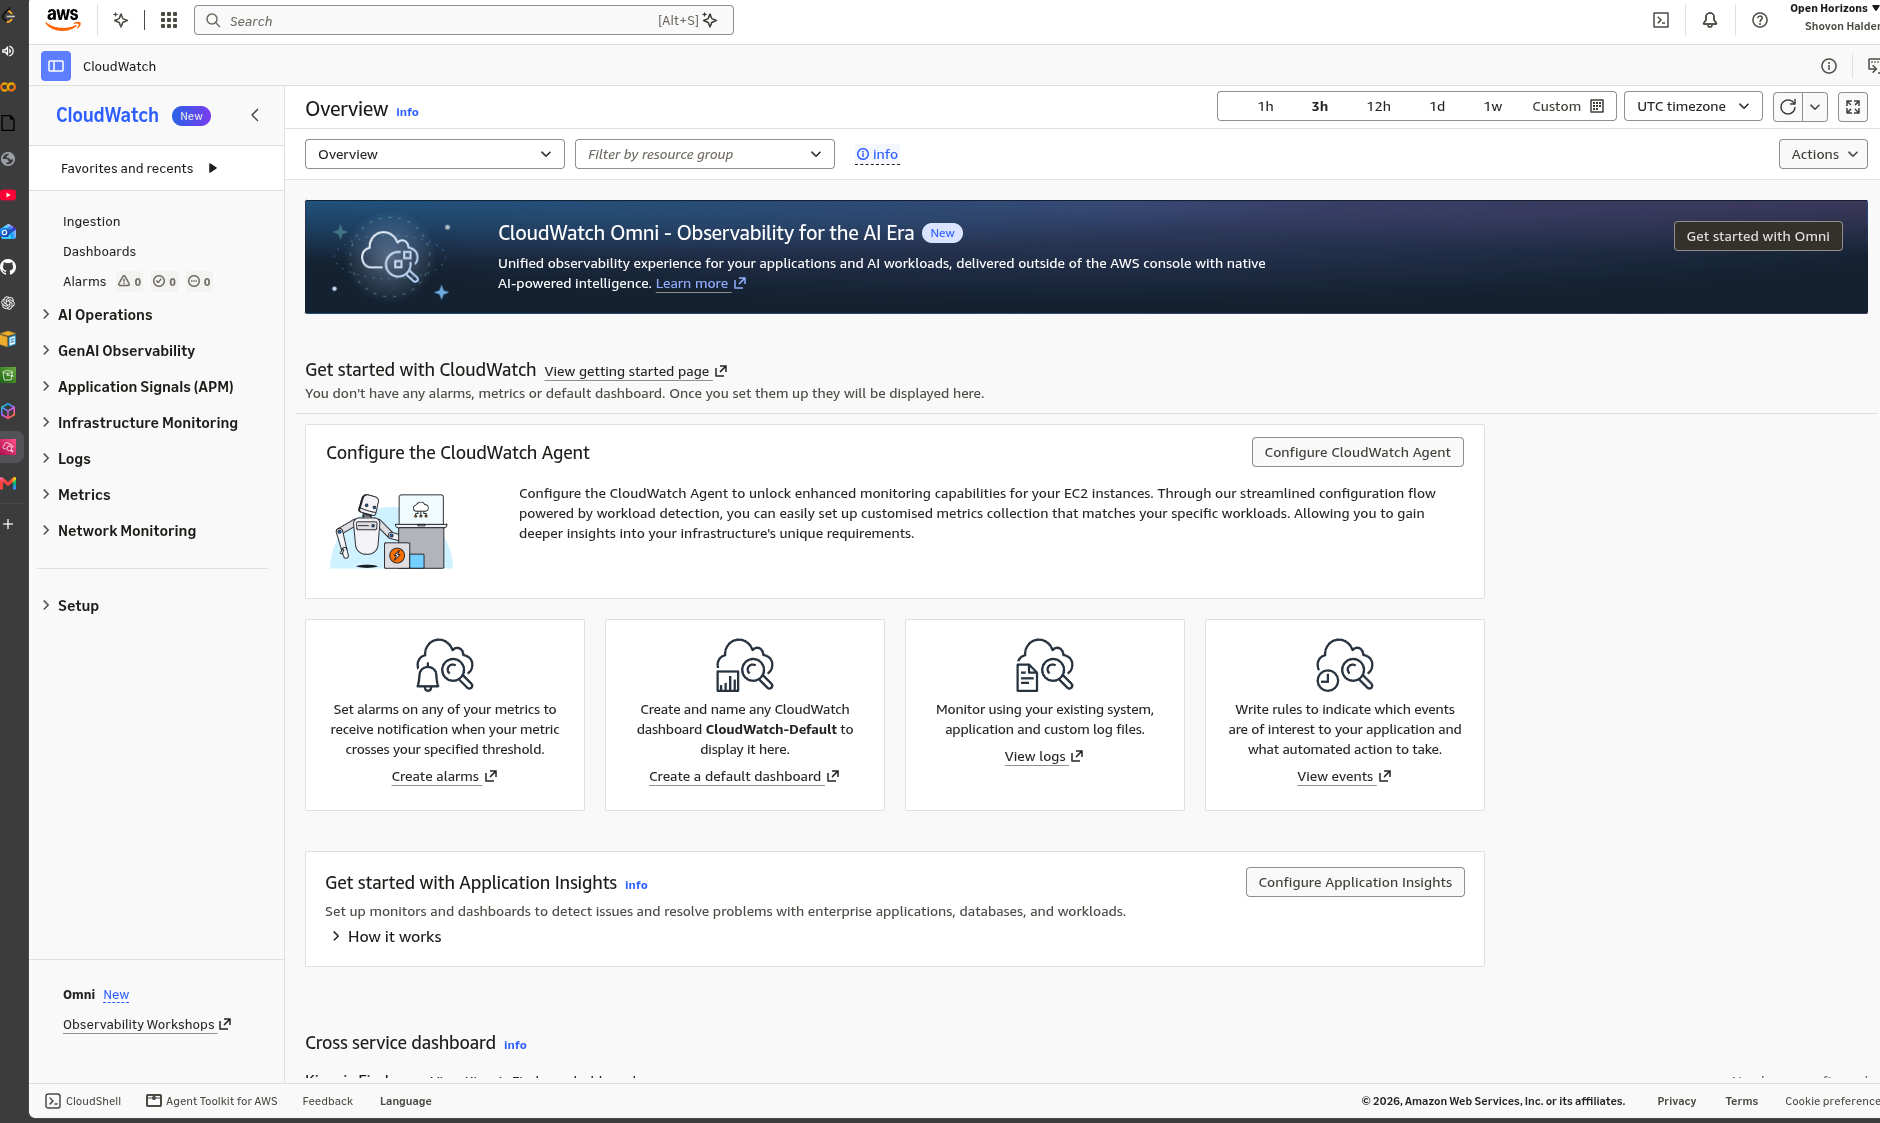 aws
Search
[Alt+S]
Open Horizons
Shovon Halder
CloudWatch
CloudWatch New
Favorites and recents
Ingestion
Dashboards
Alarms 0 0 0
AI Operations
GenAI Observability
Application Signals (APM)
Infrastructure Monitoring
Logs
Metrics
Network Monitoring
Setup
Omni New
Observability Workshops
Overview info
1h 3h 12h 1d 1w Custom
UTC timezone
Overview
Filter by resource group
info
Actions
CloudWatch Omni - Observability for the AI Era New
Unified observability experience for your applications and AI workloads, delivered outside of the AWS console with native
AI-powered intelligence. Learn more
Get started with Omni
Get started with CloudWatch View getting started page
You don't have any alarms, metrics or default dashboard. Once you set them up they will be displayed here.
Configure the CloudWatch Agent
Configure CloudWatch Agent
Configure the CloudWatch Agent to unlock enhanced monitoring capabilities for your EC2 instances. Through our streamlined configuration flow
powered by workload detection, you can easily set up customised metrics collection that matches your specific workloads. Allowing you to gain
deeper insights into your infrastructure's unique requirements.
Set alarms on any of your metrics to
receive notification when your metric
crosses your specified threshold.
Create alarms
Create and name any CloudWatch
dashboard CloudWatch-Default to
display it here.
Create a default dashboard
Monitor using your existing system,
application and custom log files.
View logs
Write rules to indicate which events
are of interest to your application and
what automated action to take.
View events
Get started with Application Insights info
Configure Application Insights
Set up monitors and dashboards to detect issues and resolve problems with enterprise applications, databases, and workloads.
How it works
Cross service dashboard info
CloudShell
Agent Toolkit for AWS
Feedback
Language
© 2026, Amazon Web Services, Inc. or its affiliates.
Privacy
Terms
Cookie preference